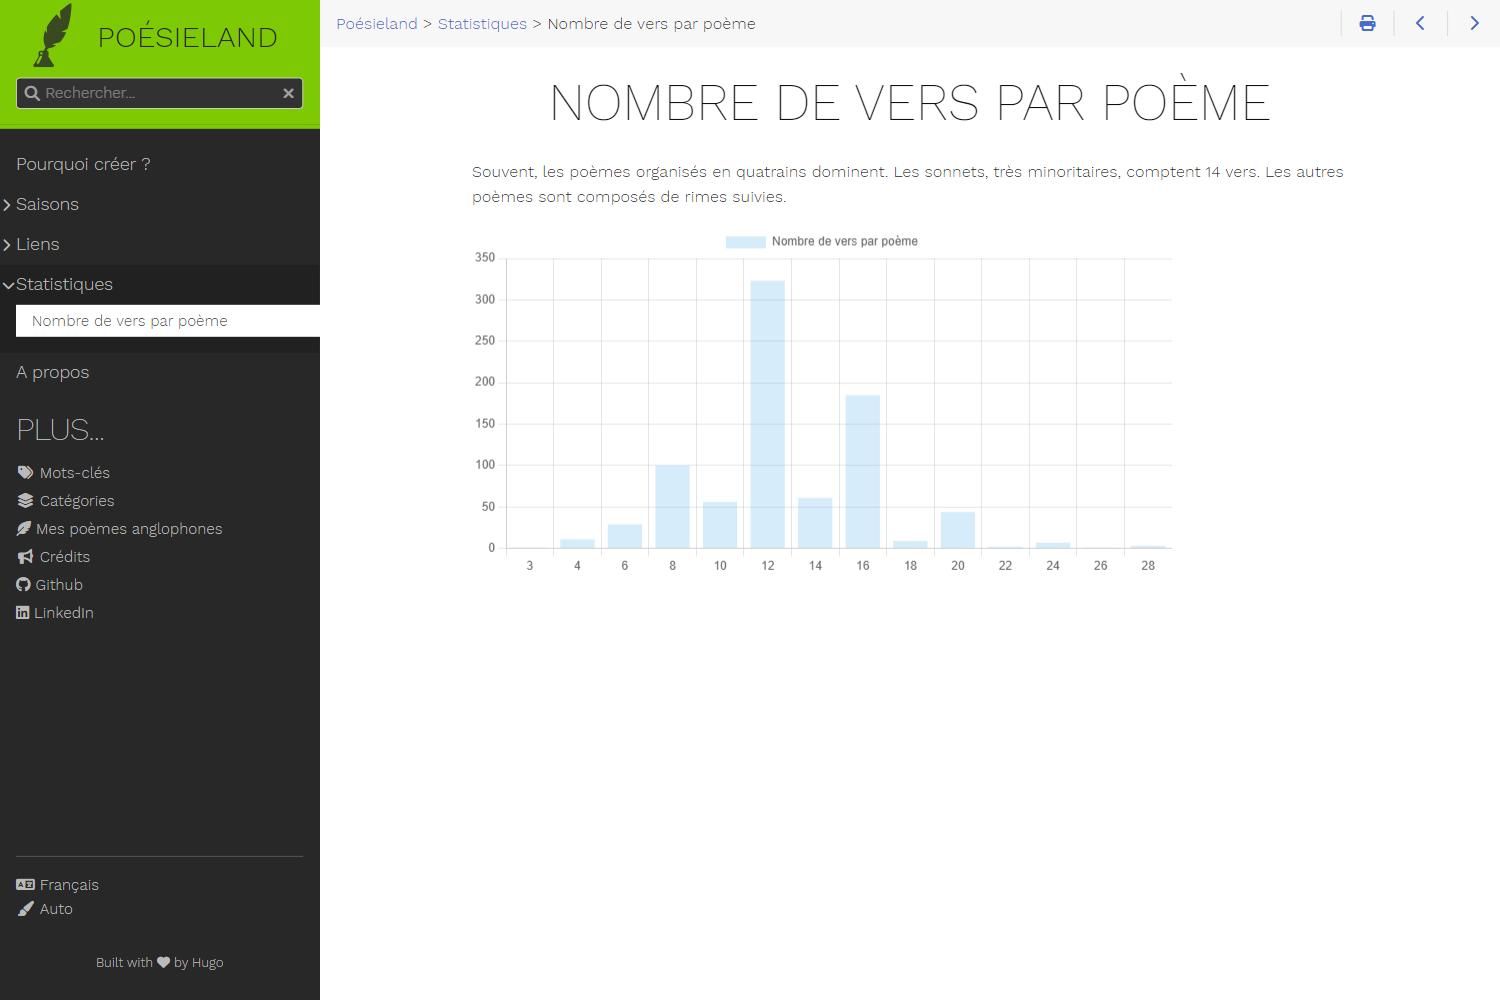 POÉSIELAND
Rechercher...
Pourquoi créer ?
Saisons
Liens
Statistiques
Nombre de vers par poème
A propos
PLUS...
Mots-clés
Catégories
Mes poèmes anglophones
Crédits
Github
LinkedIn
Français
Auto
Built with by Hugo
Poésieland > Statistiques > Nombre de vers par poème
NOMBRE DE VERS PAR POÈME
Souvent, les poèmes organisés en quatrains dominent. Les sonnets, très minoritaires, comptent 14 vers. Les autres
poèmes sont composés de rimes suivies.
Nombre de vers par poème
350
300
250
200
150
100
50
0
3 4 6 8 10 12 14 16 18 20 22 24 26 28